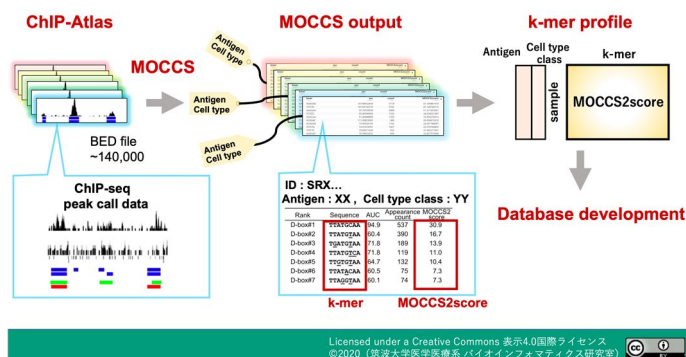 ChIP-Atlas
MOCCS output
k-mer profile
MOCCS
Antigen
Cell type
Antigen
Cell type
Antigen
Cell type
BED file
~140,000
Antigen
Cell type
class
k-mer
sample
MOCCS2score
ChIP-seq
peak call data
ID : SRX...
Antigen : XX , Cell type class : YY
Rank Sequence AUC Appearance count MOCCS2 score
D-box#1 TTATGCAA 94.9 537 30.9
D-box#2 TTATGTAA 60.4 390 16.7
D-box#3 TGATGTAA 71.8 189 13.9
D-box#4 TTATGTCA 71.8 119 11.0
D-box#5 TTGTGTAA 64.7 132 10.4
D-box#6 TTATACAA 60.5 75 7.3
D-box#7 TTAGGTAA 60.1 74 7.3
k-mer
MOCCS2score
Database development
Licensed under a Creative Commons 表示4.0国際ライセンス
©2020（筑波大学医学医療系 バイオインフォマティクス研究室）
cc
BY